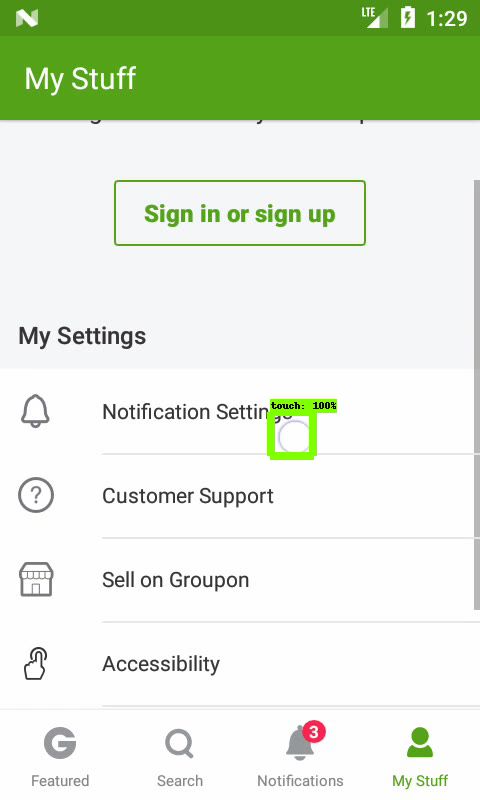 LTE 1:29
My Stuff
Sign in or sign up
My Settings
touch: 100%
Notification Settings
Customer Support
?
Sell on Groupon
Accessibility
3
G
Featured
Search
Notifications
My Stuff